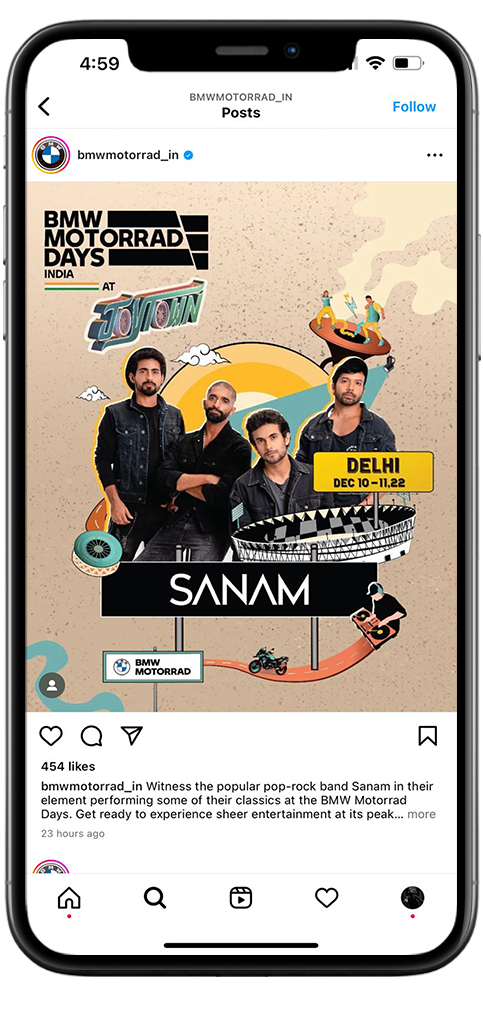 4:59
BMWMOTORRAD_IN
Posts
Follow
bmwmotorrad_in
BMW
MOTORRAD
DAYS
INDIA
AT
JOYTOWN
DELHI
DEC 10-11,22
SANAM
BMW
MOTORRAD
454 likes
bmwmotorrad_in Witness the popular pop-rock band Sanam in their
element performing some of their classics at the BMW Motorrad
Days. Get ready to experience sheer entertainment at its peak... more
23 hours ago